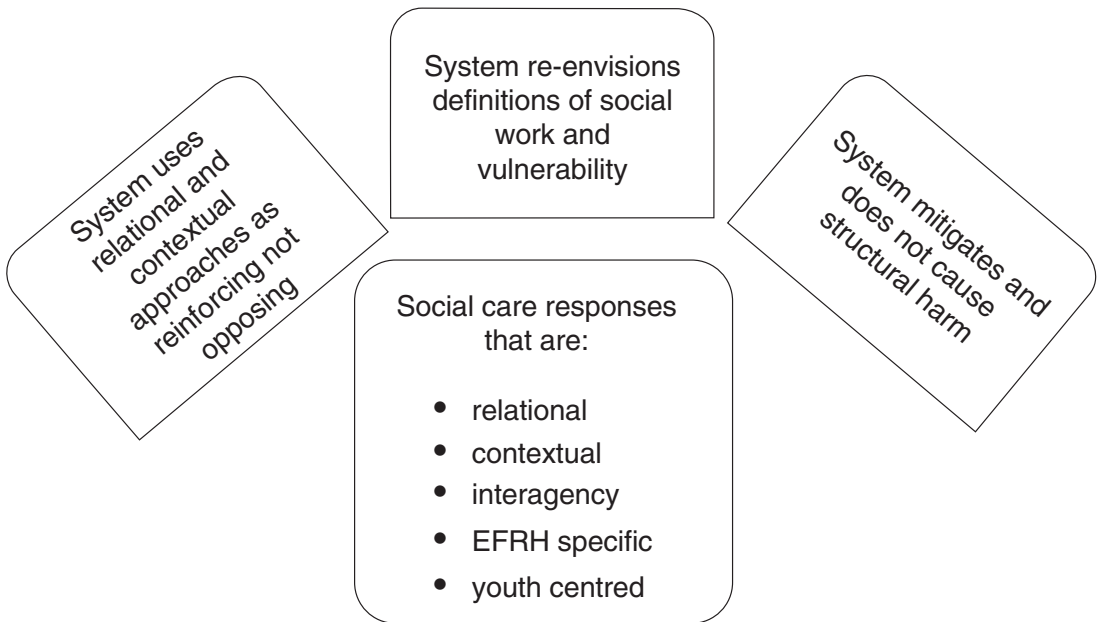 System uses
relational and
contextual
approaches as
reinforcing not
opposing
System re-envisions
definitions of social
work and
vulnerability
System mitigates and
does not cause
structural harm
Social care responses
that are:
• relational
• contextual
• interagency
• EFRH specific
• youth centred